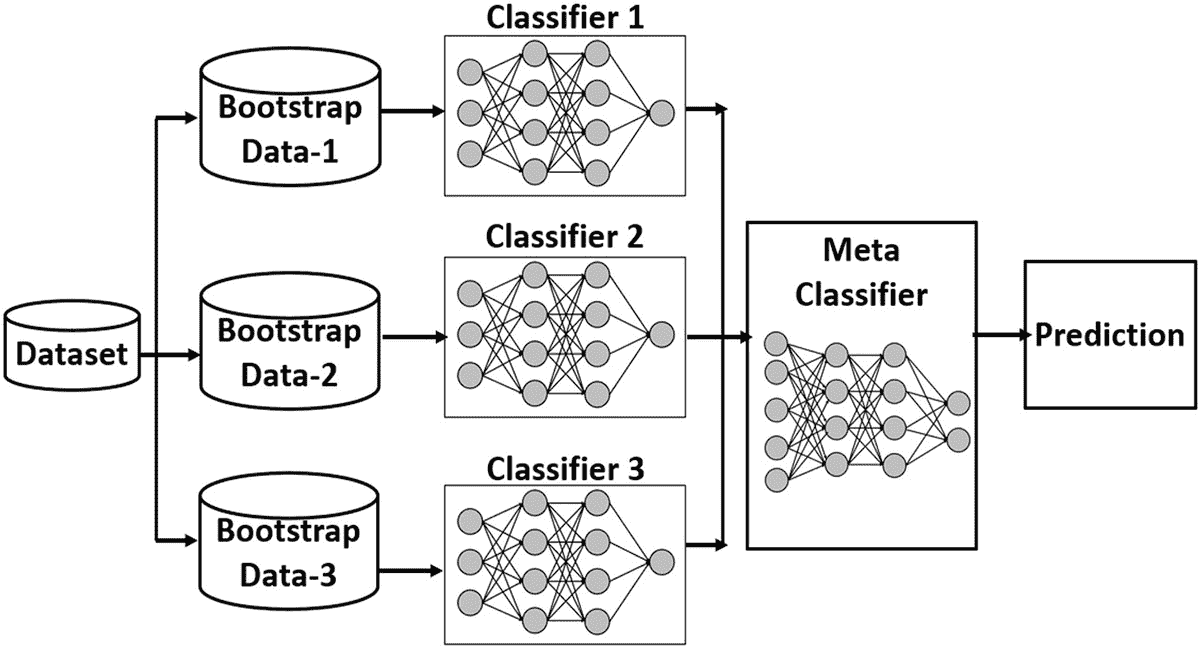 Classifier 1
Bootstrap
Data-1
Classifier 2
Bootstrap
Data-2
Dataset
Meta
Classifier
Prediction
Classifier 3
Bootstrap
Data-3